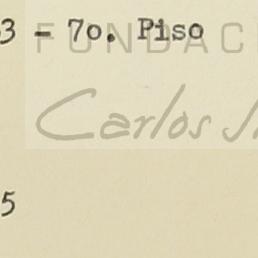 3 - 7o. Piso
FUNDAC
Carlos
5